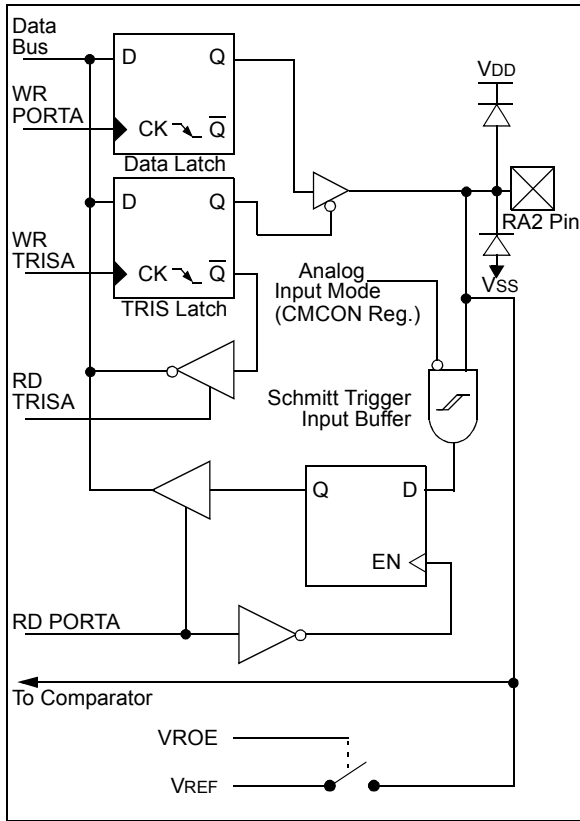 Data
Bus
D
Q
VDD
WR
PORTA
CK
Q
Data Latch
D
Q
RA2 Pin
WR
TRISA
CK
Q
Analog
Input Mode
(CMCON Reg.)
VSS
TRIS Latch
RD
TRISA
Schmitt Trigger
Input Buffer
Q
D
EN
RD PORTA
To Comparator
VROE
VREF